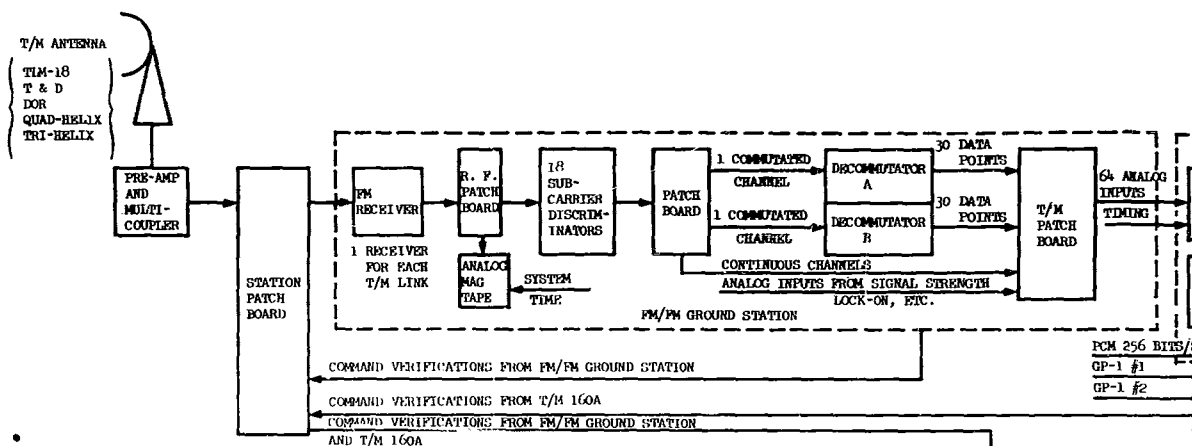 T/M ANTENNA
TLM-18
T & D
DOR
QUAD-HELIX
TRI-HELIX
PRE-AMP
AND
MULTI-
COUPLER
STATION
PATCH
BOARD
FM
RECEIVER
1 RECEIVER
FOR EACH
T/M LINK
R. F.
PATCH
BOARD
ANALOG
MAG
TAPE
SYSTEM
TIME
18
SUB-
CARRIER
DISCRIM-
INATORS
PATCH
BOARD
1 COMMUTATED
CHANNEL
1 COMMUTATED
CHANNEL
DECOMMUTATOR
A
DECOMMUTATOR
B
30 DATA
POINTS
30 DATA
POINTS
CONTINUOUS CHANNELS
ANALOG INPUTS FROM SIGNAL STRENGTH
LOCK-ON, ETC.
T/M
PATCH
BOARD
64 ANALOG
INPUTS
TIMING
FM/FM GROUND STATION
PCM 256 BITS/
GP-1 #1
GP-1 #2
COMMAND VERIFICATIONS FROM FM/FM GROUND STATION
COMMAND VERIFICATIONS FROM T/M 160A
COMMAND VERIFICATIONS FROM FM/FM GROUND STATION
AND T/M 160A